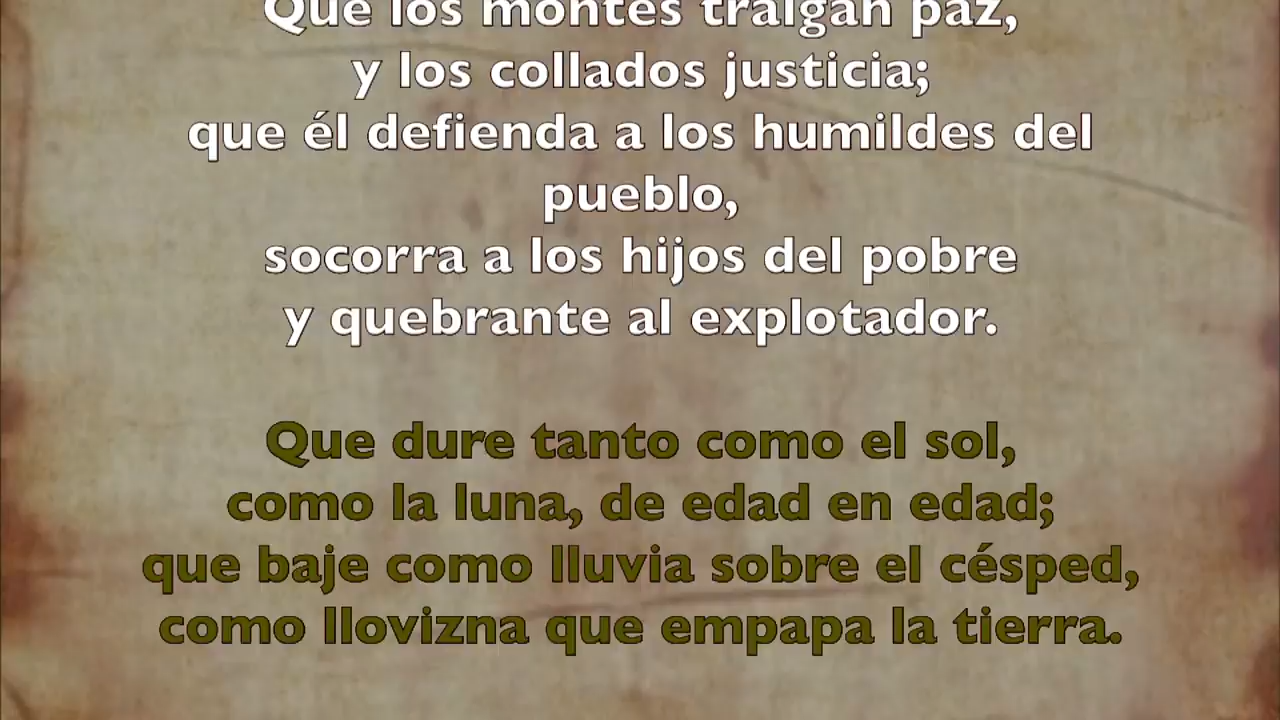 Que los montes traigan paz,
y los collados justicia;
que él defienda a los humildes del
pueblo,
socorra a los hijos del pobre
y quebrante al explotador.
Que dure tanto como el sol,
como la luna, de edad en edad;
que baje como lluvia sobre el césped,
como llovizna que empapa la tierra.